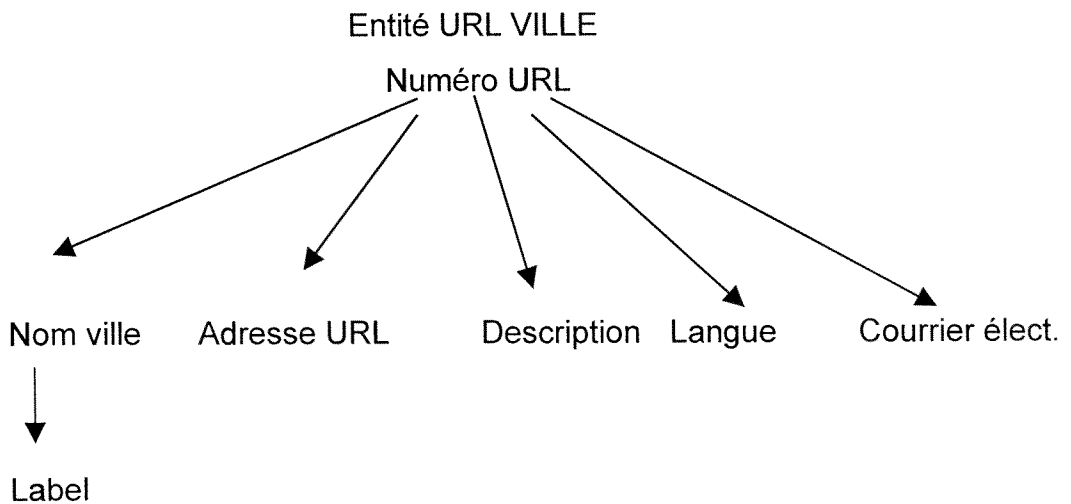 Entité URL VILLE
Numéro URL
Nom ville Adresse URL Description Langue Courrier élect.
Label